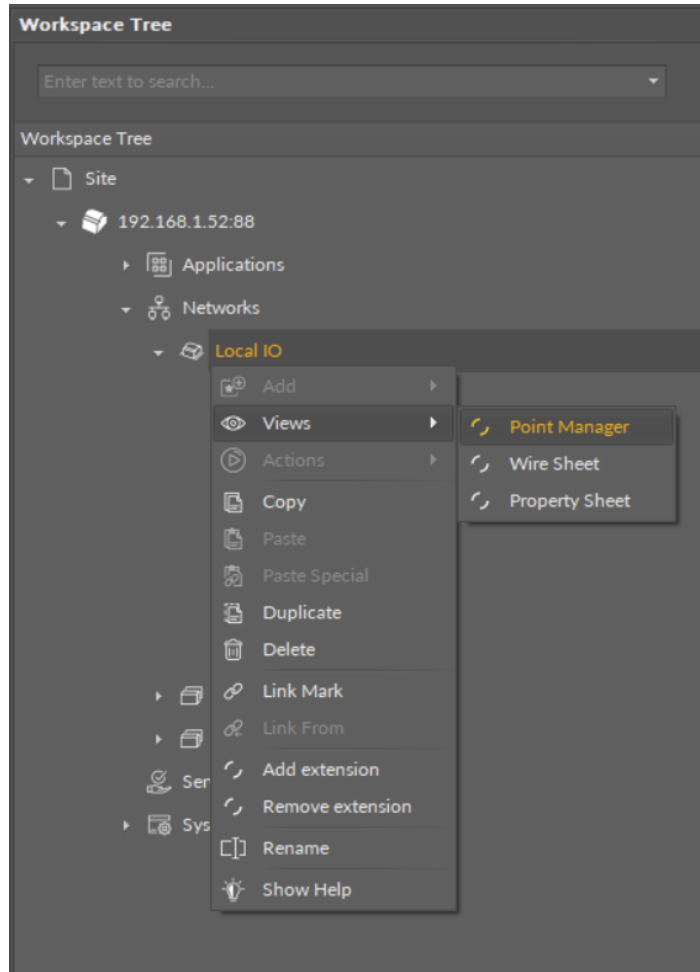 Workspace Tree
Enter text to search...
Workspace Tree
Site
192.168.1.52:88
Applications
Networks
Local IO
Add
Views
Point Manager
Actions
Wire Sheet
Copy
Property Sheet
Paste
Paste Special
Duplicate
Delete
Link Mark
Link From
Add extension
Ser
Remove extension
Sys
Rename
Show Help